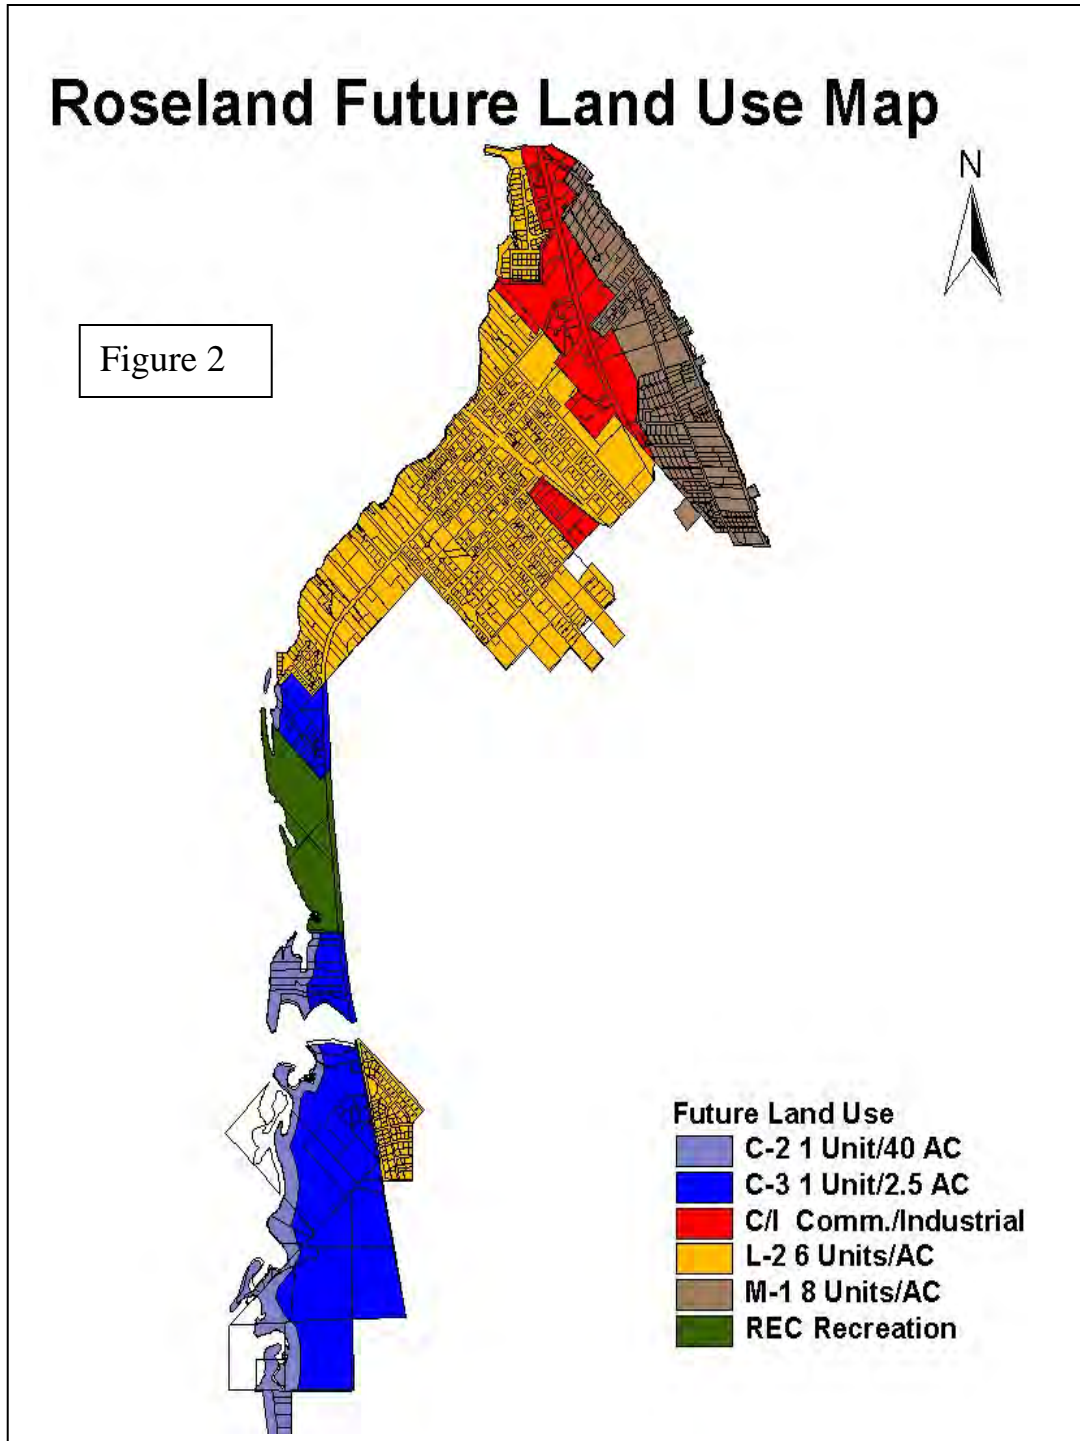 Roseland Future Land Use Map
N
Figure 2
Future Land Use
C-2 1 Unit/40 AC
C-3 1 Unit/2.5 AC
C/I Comm./Industrial
L-2 6 Units/AC
M-1 8 Units/AC
REC Recreation